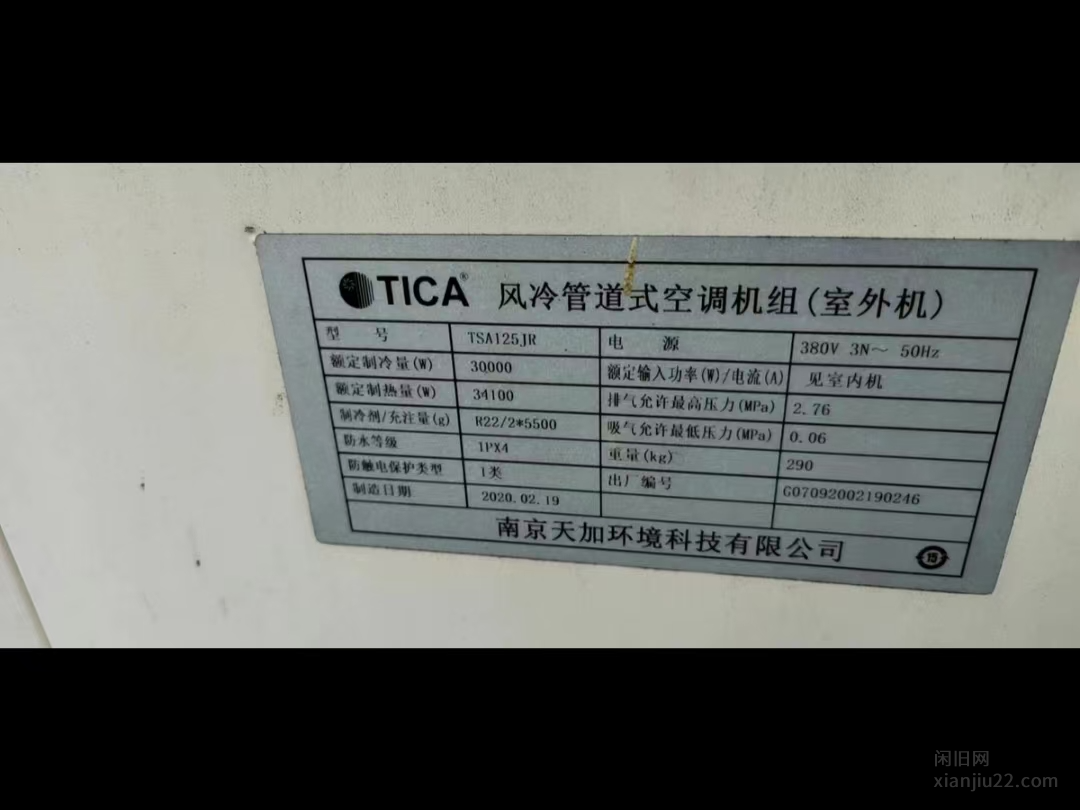 TICA® 风冷管道式空调机组(室外机)
型 号 TSA125JR 电 源 380V 3N~ 50Hz
额定制冷量(W) 30000 额定输入功率(W)/电流(A) 见室内机
额定制热量(W) 34100 排气允许最高压力(MPa) 2.76
制冷剂/充注量(g) R22/2*5500 吸气允许最低压力(MPa) 0.06
防水等级 1PX4 重量(kg) 290
防触电保护类型 1类 出厂编号 G07092002190246
制造日期 2020.02.19
南京天加环境科技有限公司 15
闲旧网
xianjiu22.com